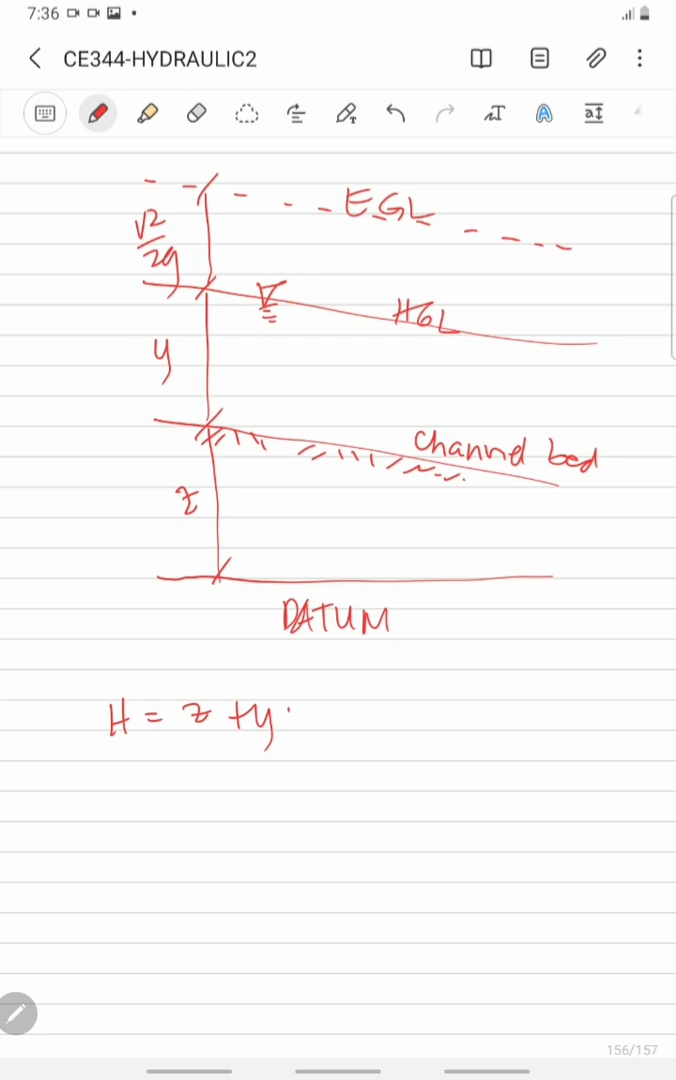 7:36
CE344-HYDRAULIC2
EGL
V²/2g
HGL
y
Channel bed
z
DATUM
H = z + y
156/157